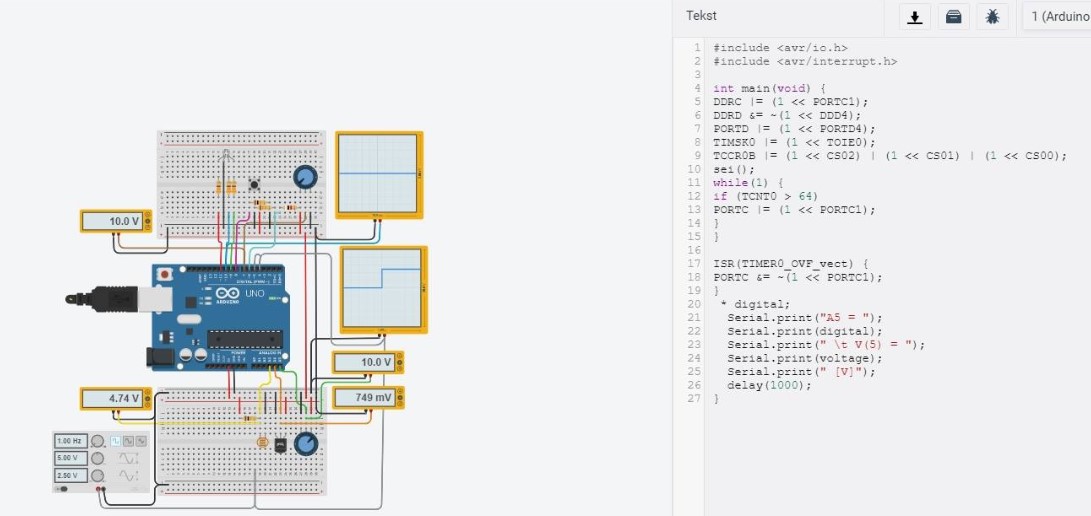 Tekst
1 (Arduino
1 #include <avr/io.h>
2 #include <avr/interrupt.h>
3
4 int main(void) {
5 DDRC |= (1 << PORTC1);
6 DDRD &= ~(1 << DDD4);
7 PORTD |= (1 << PORTD4);
8 TIMSK0 |= (1 << TOIE0);
9 TCCR0B |= (1 << CS02) | (1 << CS01) | (1 << CS00);
10 sei();
11 while(1) {
12 if (TCNT0 > 64)
13 PORTC |= (1 << PORTC1);
14 }
15 }
16
17 ISR(TIMER0_OVF_vect) {
18 PORTC &= ~(1 << PORTC1);
19 }
20 * digital;
21 Serial.print("A5 = ");
22 Serial.print(digital);
23 Serial.print(" \t V(5) = ");
24 Serial.print(voltage);
25 Serial.print(" [V]");
26 delay(1000);
27 }
10.0 V
UNO
ARDUINO
10.0 V
4.74 V
749 mV
1.00 Hz
5.00 V
2.50 V